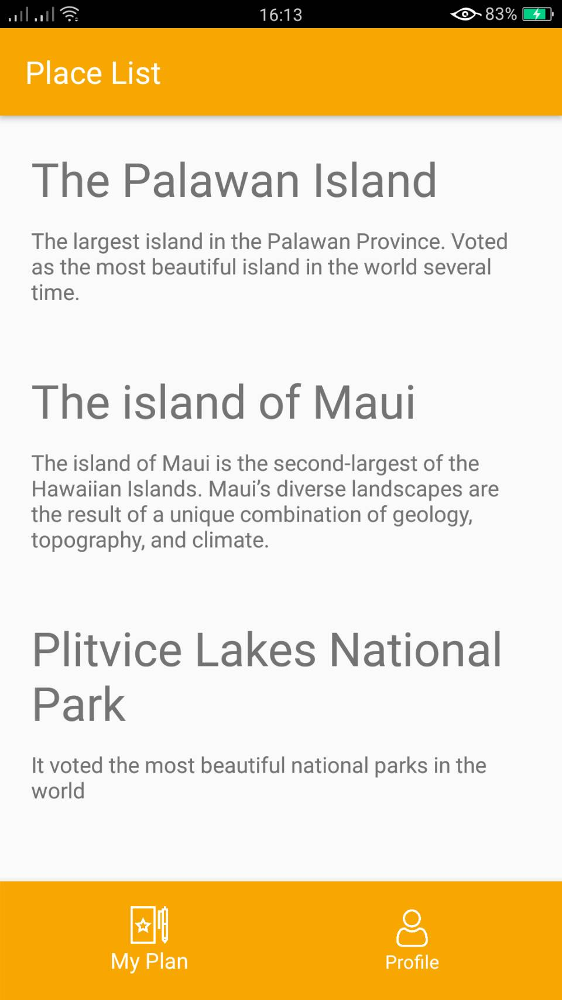 16:13
83%
Place List
The Palawan Island
The largest island in the Palawan Province. Voted
as the most beautiful island in the world several
time.
The island of Maui
The island of Maui is the second-largest of the
Hawaiian Islands. Maui’s diverse landscapes are
the result of a unique combination of geology,
topography, and climate.
Plitvice Lakes National
Park
It voted the most beautiful national parks in the
world
My Plan
Profile